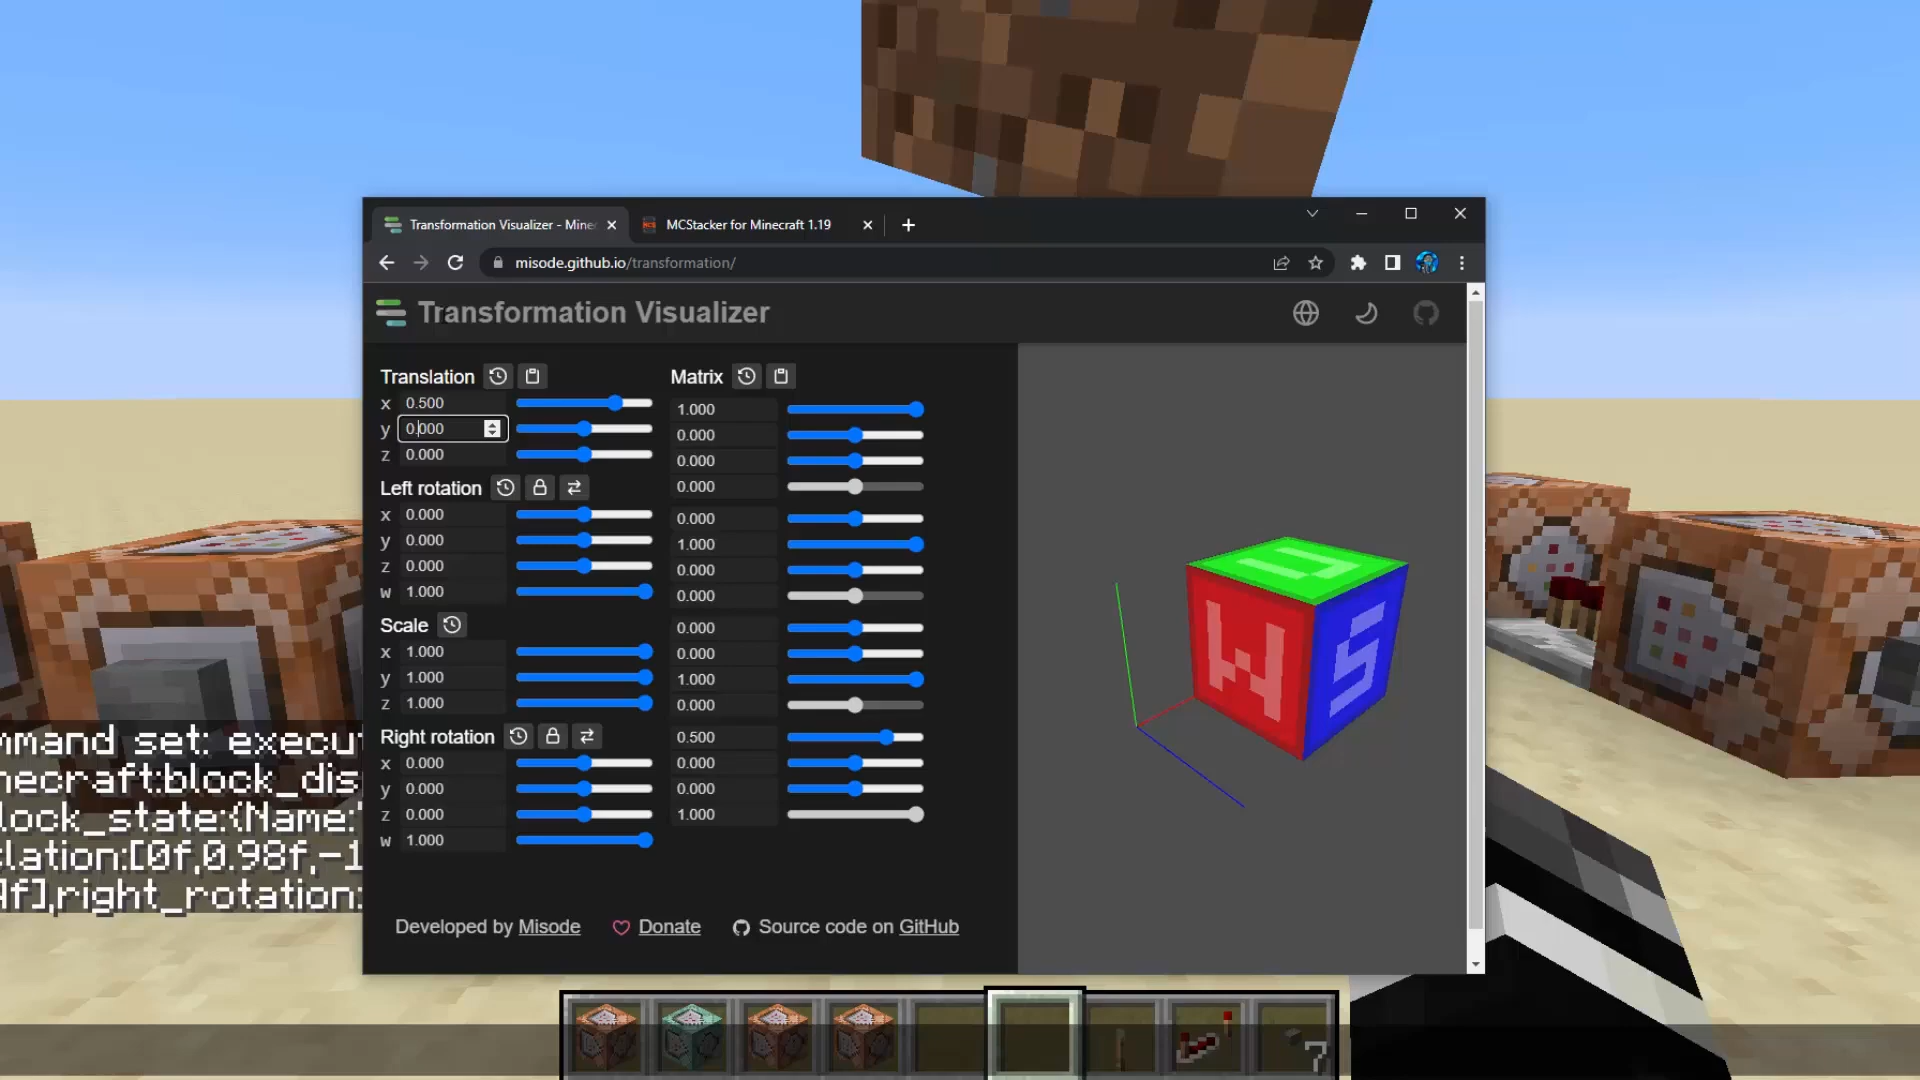 Transformation Visualizer - Mine
MCStacker for Minecraft 1.19
misode.github.io/transformation/
Transformation Visualizer
Translation
x 0.500
y 0.000
z 0.000
Left rotation
x 0.000
y 0.000
z 0.000
w 1.000
Scale
x 1.000
y 1.000
z 1.000
Right rotation
x 0.000
y 0.000
z 0.000
w 1.000
Matrix
1.000
0.000
0.000
0.000
0.000
1.000
0.000
0.000
0.000
0.000
1.000
0.000
0.500
0.000
0.000
1.000
U
W
S
Developed by Misode
Donate
Source code on GitHub
mmand set: execut
necraft:block_dis
lock_state:{Name:
lation:[0f,0.98f,-1
f],right_rotation:
7